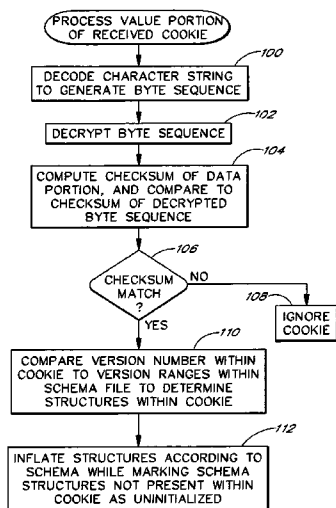 PROCESS VALUE PORTION
OF RECEIVED COOKIE
100
DECODE CHARACTER STRING
TO GENERATE BYTE SEQUENCE
102
DECRYPT BYTE SEQUENCE
104
COMPUTE CHECKSUM OF DATA
PORTION, AND COMPARE TO
CHECKSUM OF DECRYPTED
BYTE SEQUENCE
106
CHECKSUM
MATCH
?
NO
YES
108
IGNORE
COOKIE
110
COMPARE VERSION NUMBER WITHIN
COOKIE TO VERSION RANGES WITHIN
SCHEMA FILE TO DETERMINE
STRUCTURES WITHIN COOKIE
112
INFLATE STRUCTURES ACCORDING TO
SCHEMA WHILE MARKING SCHEMA
STRUCTURES NOT PRESENT WITHIN
COOKIE AS UNINITIALIZED